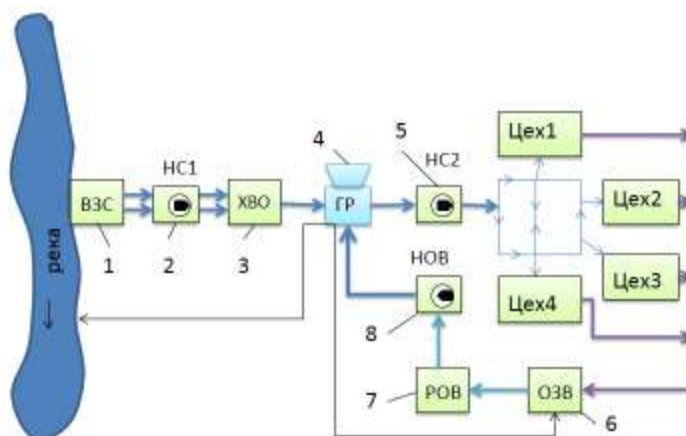 река
ВЗС
1
НС1
2
ХВО
3
4
ГР
5
НС2
Цех1
Цех2
Цех3
Цех4
НОВ
8
РОВ
7
ОЗВ
6